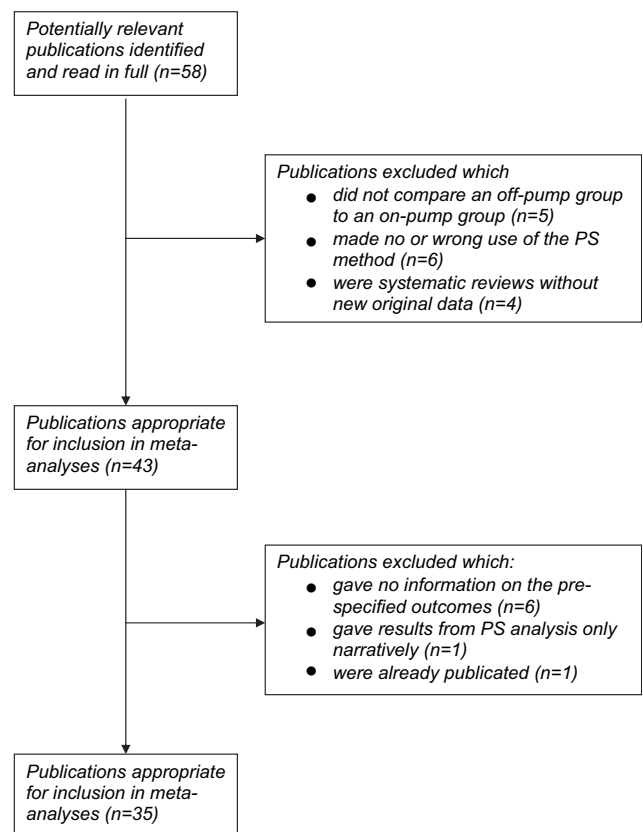 Potentially relevant
publications identified
and read in full (n=58)
Publications excluded which
● did not compare an off-pump group
to an on-pump group (n=5)
● made no or wrong use of the PS
method (n=6)
● were systematic reviews without
new original data (n=4)
Publications appropriate
for inclusion in meta-
analyses (n=43)
Publications excluded which:
● gave no information on the pre-
specified outcomes (n=6)
● gave results from PS analysis only
narratively (n=1)
● were already publicated (n=1)
Publications appropriate
for inclusion in meta-
analyses (n=35)